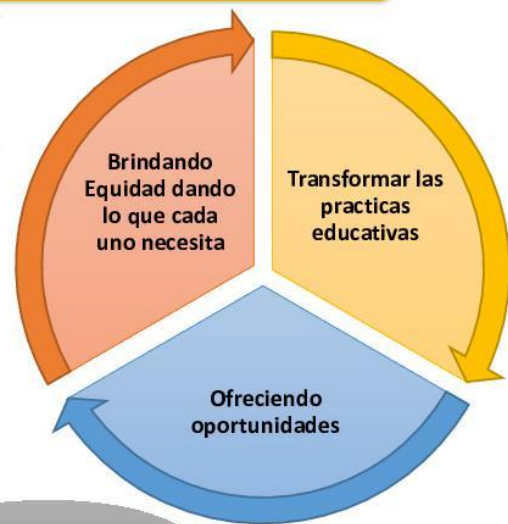 Brindando
Equidad dando
lo que cada
uno necesita
Transformar las
practicas
educativas
Ofreciendo
oportunidades